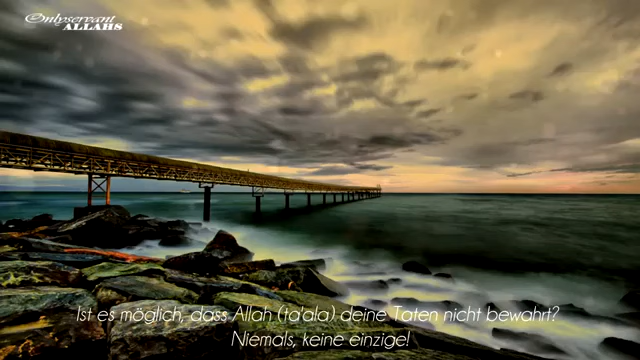 Onlyservant
ALLAHS
Ist es möglich, dass Allah (ta'ala) deine Taten nicht bewahrt?
Niemals, keine einzige!